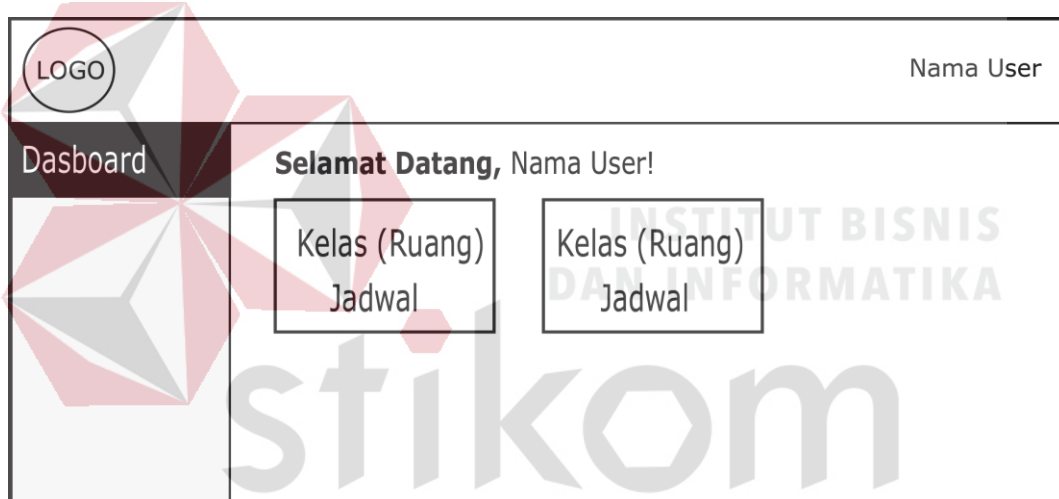 LOGO
Nama User
Dasboard
Selamat Datang, Nama User!
Kelas (Ruang)
Jadwal
Kelas (Ruang)
Jadwal
INSTITUT BISNIS
DAN INFORMATIKA
stikom